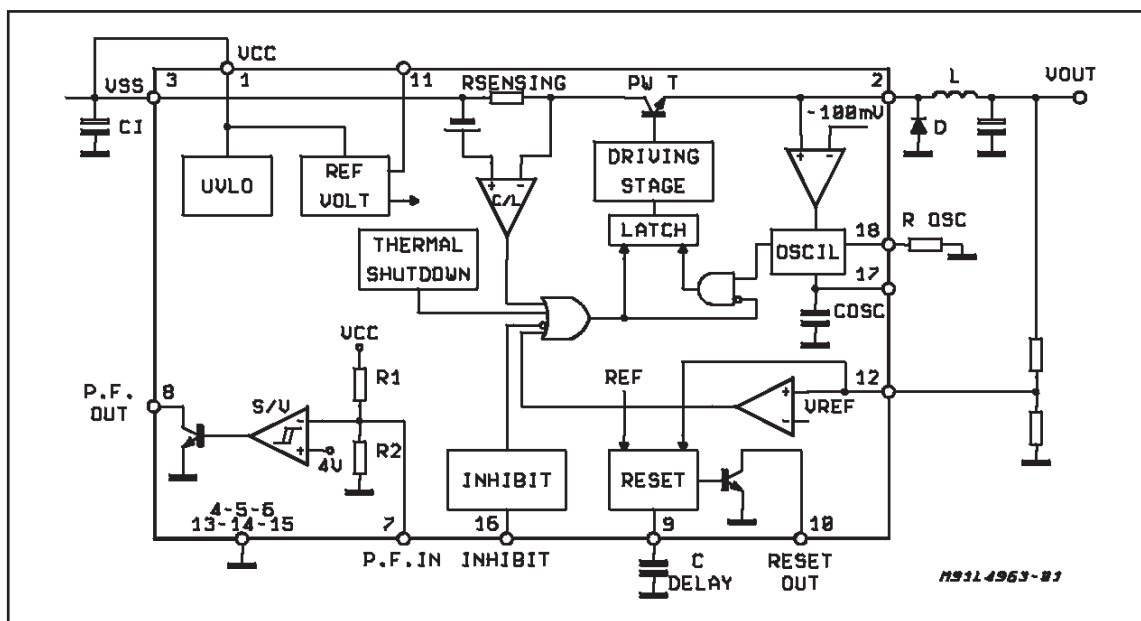 VCC
3 1 11 RSENSING PW T 2 L VOUT
VSS
CI
+ -
C/L
UVLO
REF
VOLT
DRIVING
STAGE
LATCH
~100mV
+ -
D
THERMAL
SHUTDOWN
OSCIL
18 R OSC
17
COSC
VCC
R1
P.F.
OUT
8
S/V
-
+
4V
R2
REF
12
+
VREF
-
INHIBIT
RESET
4-5-6
13-14-15
7 16 9 10
P.F.IN INHIBIT
C
DELAY
RESET
OUT
M91L4963-01